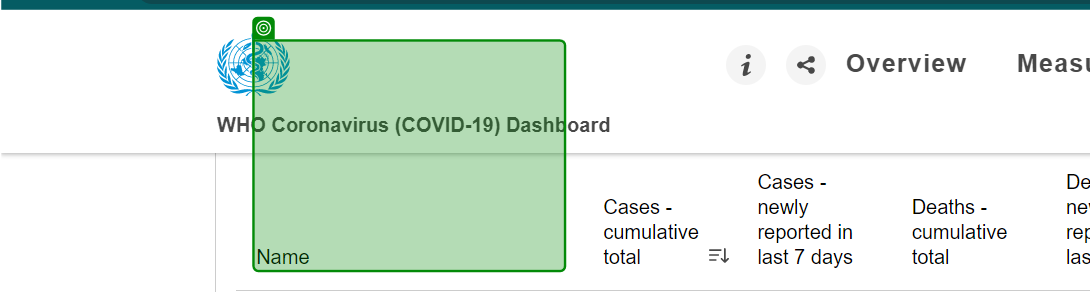 i
Overview
Measu
WHO Coronavirus (COVID-19) Dashboard
Name
Cases -
cumulative
total
Cases -
newly
reported in
last 7 days
Deaths -
cumulative
total
De
ne
rep
las